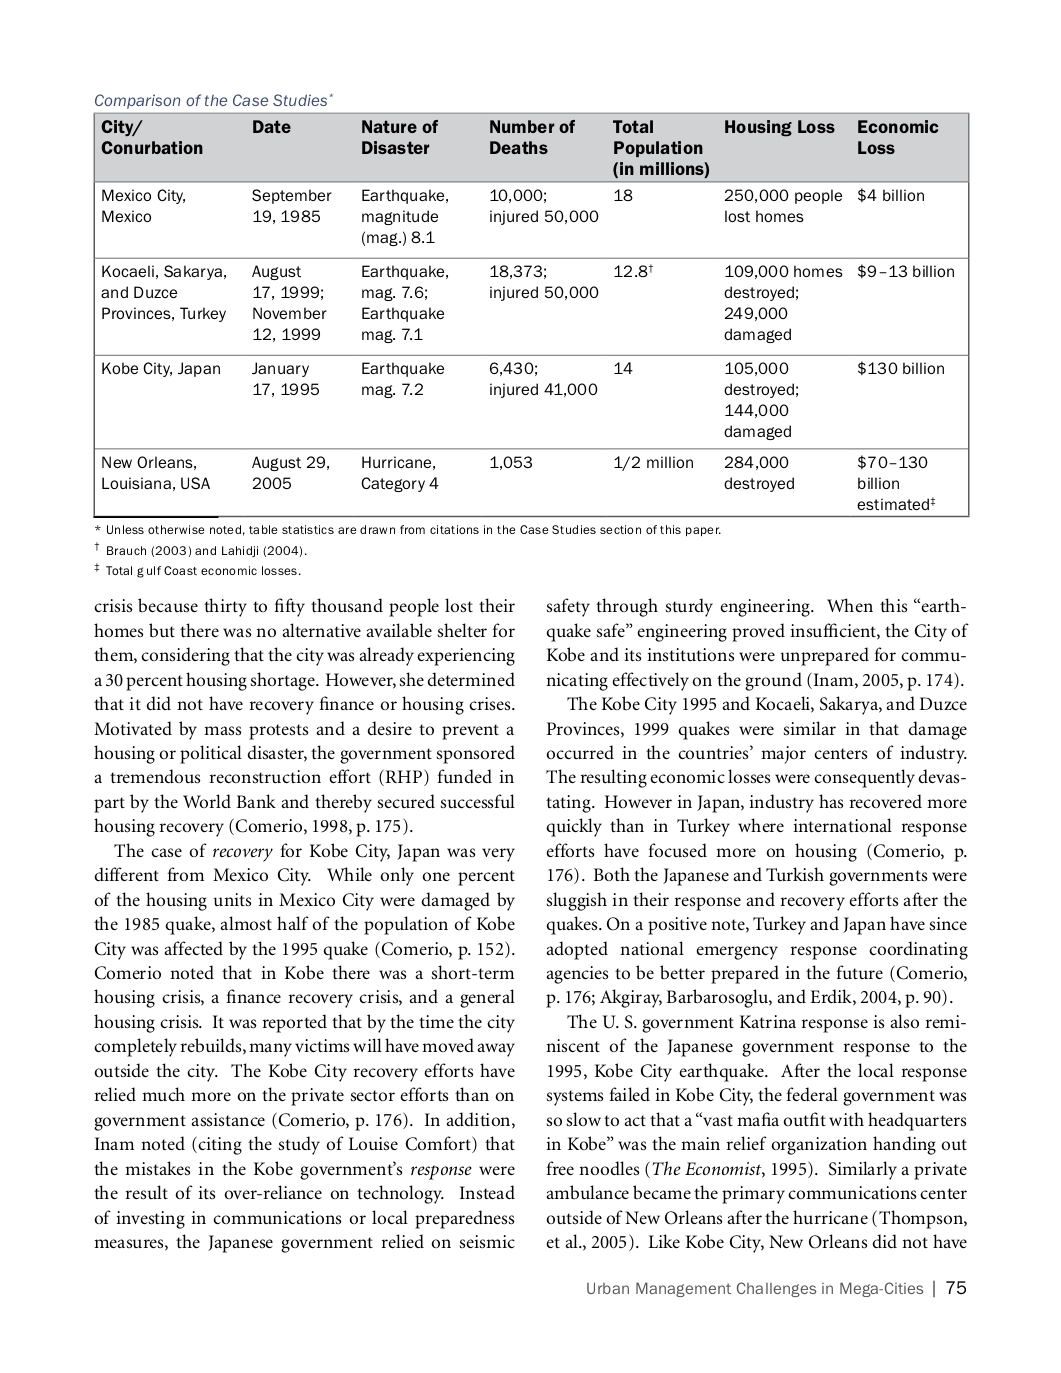 Comparison of the Case Studies*
City/ Conurbation | Date | Nature of Disaster | Number of Deaths | Total Population (in millions) | Housing Loss | Economic Loss
Mexico City, Mexico | September 19, 1985 | Earthquake, magnitude (mag.) 8.1 | 10,000; injured 50,000 | 18 | 250,000 people lost homes | $4 billion
Kocaeli, Sakarya, and Duzce Provinces, Turkey | August 17, 1999; November 12, 1999 | Earthquake, mag. 7.6; Earthquake mag. 7.1 | 18,373; injured 50,000 | 12.8† | 109,000 homes destroyed; 249,000 damaged | $9–13 billion
Kobe City, Japan | January 17, 1995 | Earthquake mag. 7.2 | 6,430; injured 41,000 | 14 | 105,000 destroyed; 144,000 damaged | $130 billion
New Orleans, Louisiana, USA | August 29, 2005 | Hurricane, Category 4 | 1,053 | 1/2 million | 284,000 destroyed | $70–130 billion estimated‡
* Unless otherwise noted, table statistics are drawn from citations in the Case Studies section of this paper.
† Brauch (2003) and Lahidji (2004).
‡ Total gulf Coast economic losses.
crisis because thirty to fifty thousand people lost their
homes but there was no alternative available shelter for
them, considering that the city was already experiencing
a 30 percent housing shortage. However, she determined
that it did not have recovery finance or housing crises.
Motivated by mass protests and a desire to prevent a
housing or political disaster, the government sponsored
a tremendous reconstruction effort (RHP) funded in
part by the World Bank and thereby secured successful
housing recovery (Comerio, 1998, p. 175).
The case of recovery for Kobe City, Japan was very
different from Mexico City. While only one percent
of the housing units in Mexico City were damaged by
the 1985 quake, almost half of the population of Kobe
City was affected by the 1995 quake (Comerio, p. 152).
Comerio noted that in Kobe there was a short-term
housing crisis, a finance recovery crisis, and a general
housing crisis. It was reported that by the time the city
completely rebuilds, many victims will have moved away
outside the city. The Kobe City recovery efforts have
relied much more on the private sector efforts than on
government assistance (Comerio, p. 176). In addition,
Inam noted (citing the study of Louise Comfort) that
the mistakes in the Kobe government's response were
the result of its over-reliance on technology. Instead
of investing in communications or local preparedness
measures, the Japanese government relied on seismic
safety through sturdy engineering. When this “earth-
quake safe” engineering proved insufficient, the City of
Kobe and its institutions were unprepared for commu-
nicating effectively on the ground (Inam, 2005, p. 174).
The Kobe City 1995 and Kocaeli, Sakarya, and Duzce
Provinces, 1999 quakes were similar in that damage
occurred in the countries' major centers of industry.
The resulting economic losses were consequently devas-
tating. However in Japan, industry has recovered more
quickly than in Turkey where international response
efforts have focused more on housing (Comerio, p.
176). Both the Japanese and Turkish governments were
sluggish in their response and recovery efforts after the
quakes. On a positive note, Turkey and Japan have since
adopted national emergency response coordinating
agencies to be better prepared in the future (Comerio,
p. 176; Akgiray, Barbarosoglu, and Erdik, 2004, p. 90).
The U. S. government Katrina response is also remi-
niscent of the Japanese government response to the
1995, Kobe City earthquake. After the local response
systems failed in Kobe City, the federal government was
so slow to act that a “vast mafia outfit with headquarters
in Kobe” was the main relief organization handing out
free noodles (The Economist, 1995). Similarly a private
ambulance became the primary communications center
outside of New Orleans after the hurricane (Thompson,
et al., 2005). Like Kobe City, New Orleans did not have
Urban Management Challenges in Mega-Cities | 75